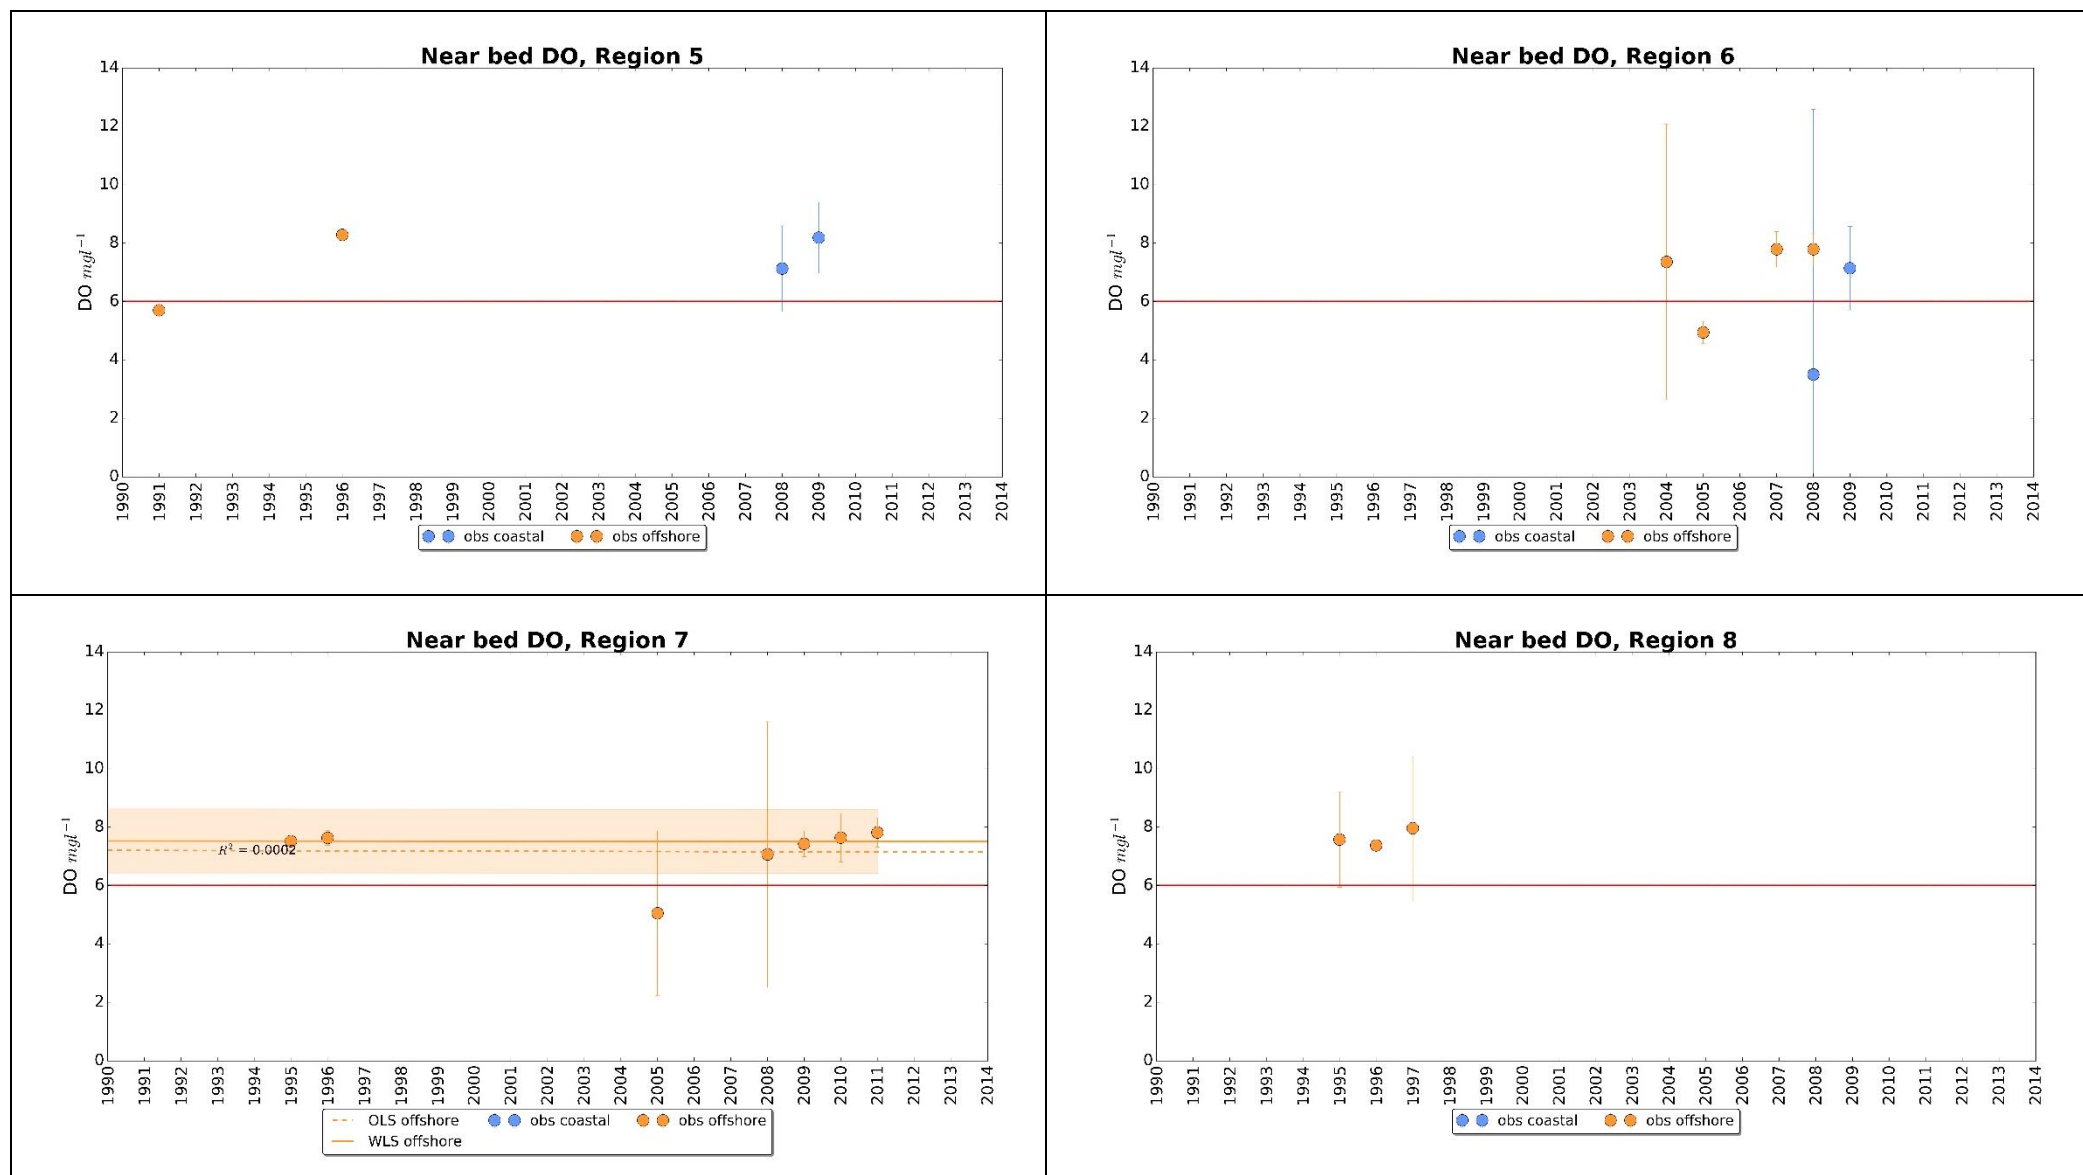 Near bed DO, Region 5
14
12
10
8
6
4
2
0
DO mgl⁻¹
1990 1991 1992 1993 1994 1995 1996 1997 1998 1999 2000 2001 2002 2003 2004 2005 2006 2007 2008 2009 2010 2011 2012 2013 2014
obs coastal obs offshore
Near bed DO, Region 6
14
12
10
8
6
4
2
0
DO mgl⁻¹
1990 1991 1992 1993 1994 1995 1996 1997 1998 1999 2000 2001 2002 2003 2004 2005 2006 2007 2008 2009 2010 2011 2012 2013 2014
obs coastal obs offshore
Near bed DO, Region 7
14
12
10
8
6
4
2
0
DO mgl⁻¹
R² = 0.0002
1990 1991 1992 1993 1994 1995 1996 1997 1998 1999 2000 2001 2002 2003 2004 2005 2006 2007 2008 2009 2010 2011 2012 2013 2014
OLS offshore obs coastal obs offshore
WLS offshore
Near bed DO, Region 8
14
12
10
8
6
4
2
0
DO mgl⁻¹
1990 1991 1992 1993 1994 1995 1996 1997 1998 1999 2000 2001 2002 2003 2004 2005 2006 2007 2008 2009 2010 2011 2012 2013 2014
obs coastal obs offshore